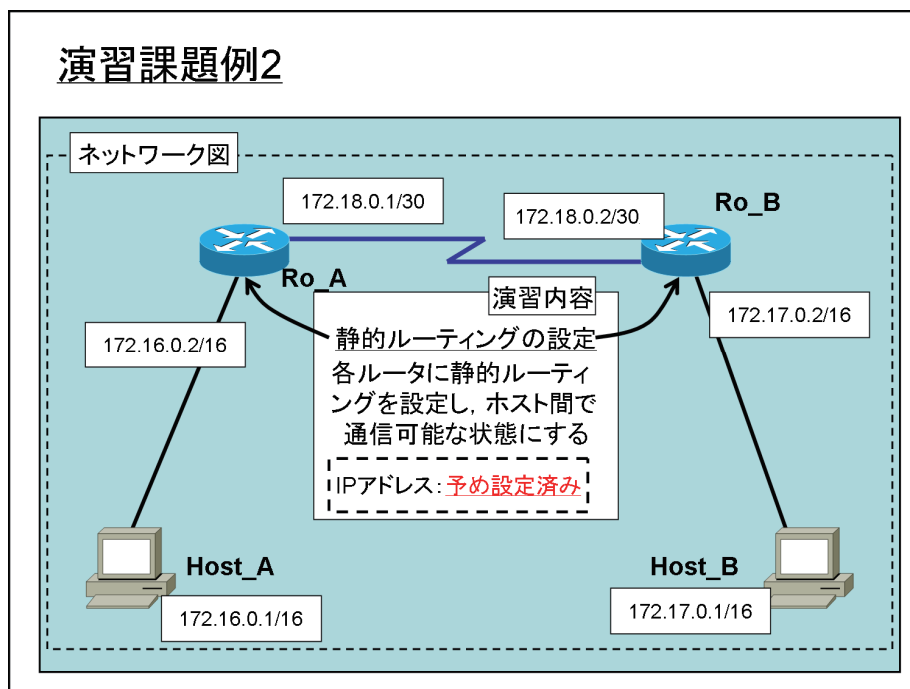 演習課題例2
ネットワーク図
172.18.0.1/30
172.18.0.2/30
Ro_B
Ro_A
172.16.0.2/16
172.17.0.2/16
演習内容
静的ルーティングの設定
各ルータに静的ルーティ
ングを設定し,ホスト間で
通信可能な状態にする
IPアドレス:予め設定済み
Host_A
172.16.0.1/16
Host_B
172.17.0.1/16